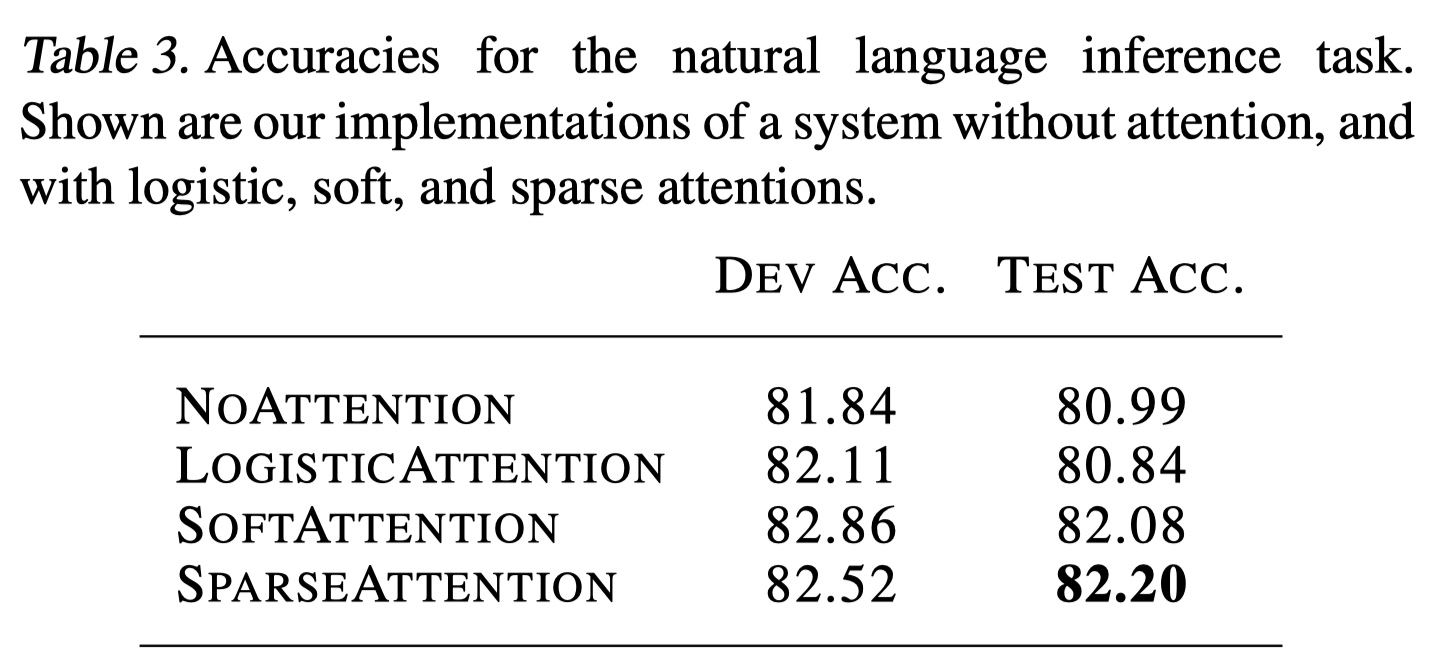 Table 3. Accuracies for the natural language inference task.
Shown are our implementations of a system without attention, and
with logistic, soft, and sparse attentions.
DEV ACC. TEST ACC.
NOATTENTION 81.84 80.99
LOGISTICATTENTION 82.11 80.84
SOFTATTENTION 82.86 82.08
SPARSEATTENTION 82.52 82.20